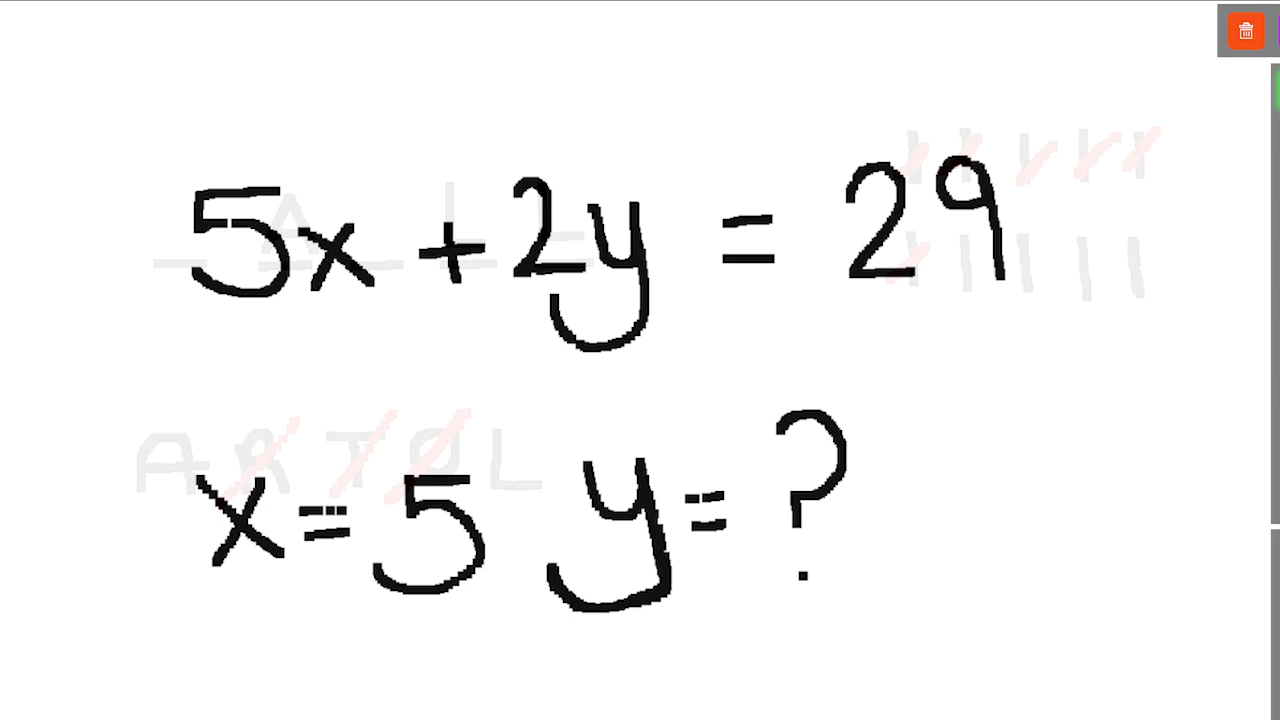 5x + 2y = 29
x = 5 y = ?